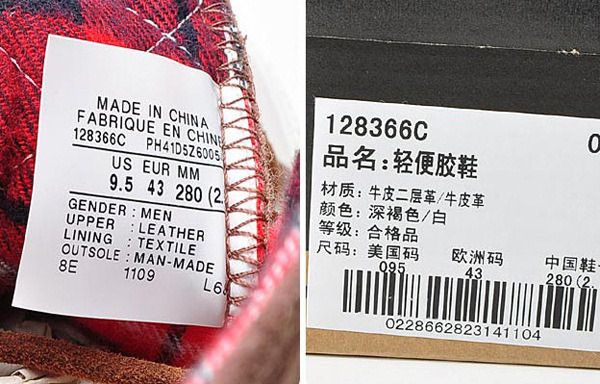 MADE IN CHINA
FABRIQUE EN CHINE
128366C PH41D5Z6005
US EUR MM
9.5 43 280 (2.
GENDER : MEN
UPPER : LEATHER
LINING : TEXTILE
OUTSOLE : MAN-MADE
8E 1109 L6
128366C
品名：轻便胶鞋
材质：牛皮二层革/牛皮革
颜色：深褐色/白
等级：合格品
尺码：美国码 欧洲码 中国鞋
095 43 280(2.
0228662823141104